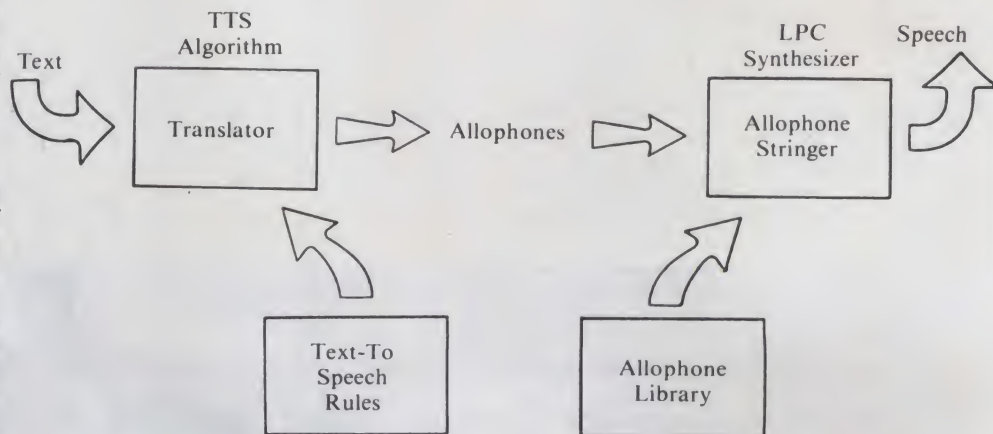 TTS
Algorithm
Text
Translator
Allophones
LPC
Synthesizer
Speech
Allophone
Stringer
Text-To
Speech
Rules
Allophone
Library